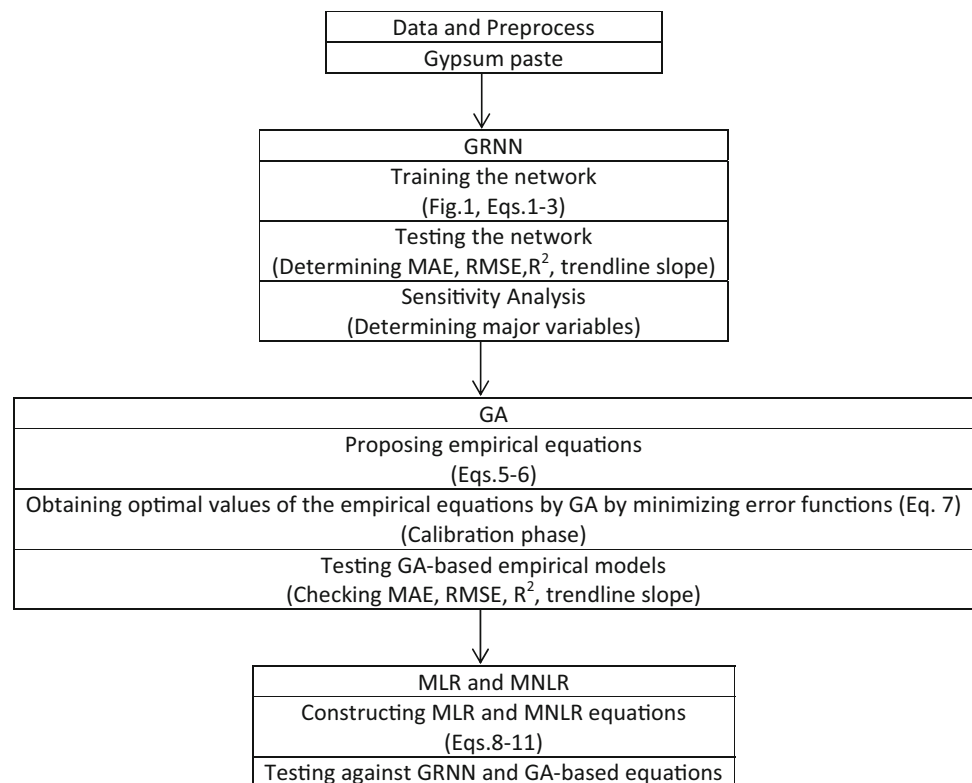 Data and Preprocess
Gypsum paste
GRNN
Training the network
(Fig.1, Eqs.1-3)
Testing the network
(Determining MAE, RMSE,R², trendline slope)
Sensitivity Analysis
(Determining major variables)
GA
Proposing empirical equations
(Eqs.5-6)
Obtaining optimal values of the empirical equations by GA by minimizing error functions (Eq. 7)
(Calibration phase)
Testing GA-based empirical models
(Checking MAE, RMSE, R², trendline slope)
MLR and MNLR
Constructing MLR and MNLR equations
(Eqs.8-11)
Testing against GRNN and GA-based equations